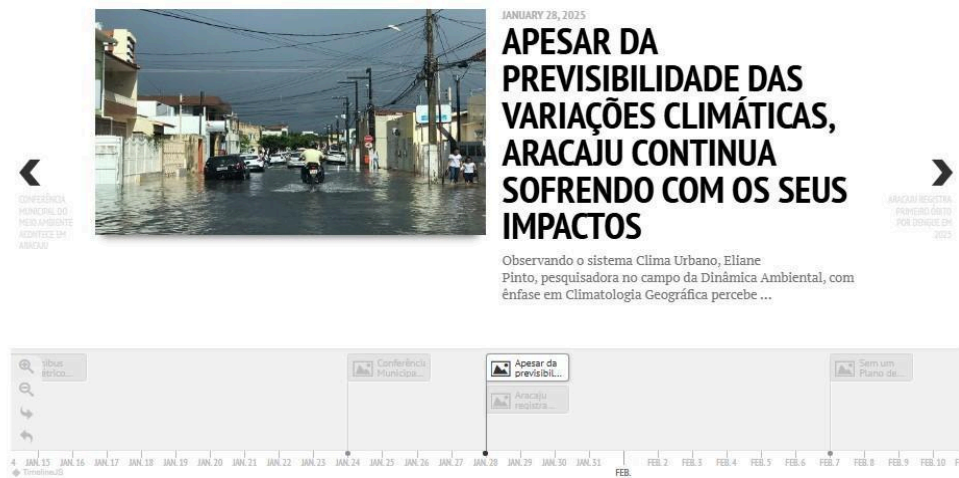 JANUARY 28, 2025
APESAR DA
PREVISIBILIDADE DAS
VARIAÇÕES CLIMÁTICAS,
ARACAJU CONTINUA
SOFRENDO COM OS SEUS
IMPACTOS
Observando o sistema Clima Urbano, Eliane
Pinto, pesquisadora no campo da Dinâmica Ambiental, com
ênfase em Climatologia Geográfica percebe ...
CONFERÊNCIA
MUNICIPAL DO
MEIO AMBIENTE
ACONTECE EM
ARACAJU
ARACAJU REGISTRA
PRIMEIRO ÓBITO
POR DENGUE EM
2025
nibus
étrico...
Conferência
Municipa...
Apesar da
previsibil...
Aracaju
registra...
Sem um
Plano de...
4 JAN. 15 JAN. 16 JAN. 17 JAN. 18 JAN. 19 JAN. 20 JAN. 21 JAN. 22 JAN. 23 JAN. 24 JAN. 25 JAN. 26 JAN. 27 JAN. 28 JAN. 29 JAN. 30 JAN. 31 FEB. FEB. 2 FEB. 3 FEB. 4 FEB. 5 FEB. 6 FEB. 7 FEB. 8 FEB. 9 FEB. 10 F
TimelineJS